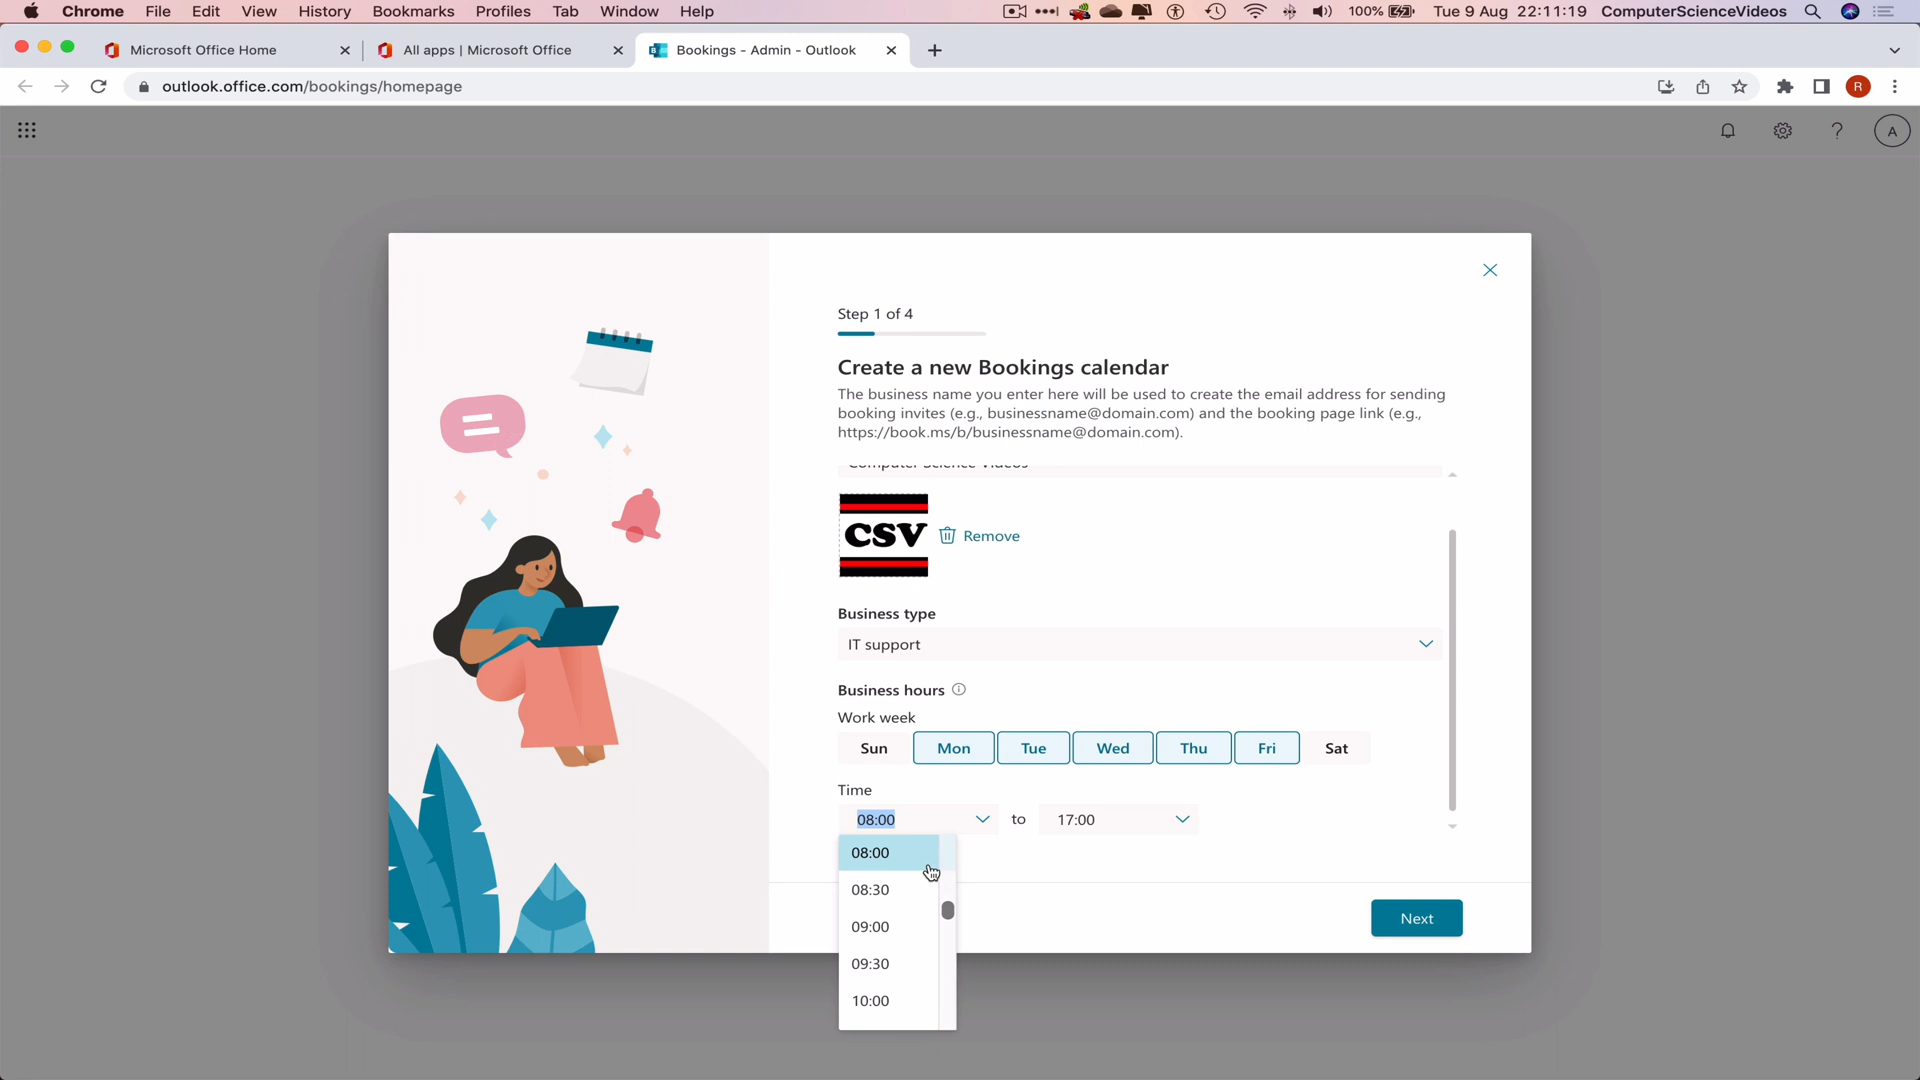 Chrome File Edit View History Bookmarks Profiles Tab Window Help 100% Tue 9 Aug 22:11:19 ComputerScienceVideos
Microsoft Office Home All apps | Microsoft Office Bookings - Admin - Outlook
outlook.office.com/bookings/homepage R
? A
Step 1 of 4
Create a new Bookings calendar
The business name you enter here will be used to create the email address for sending
booking invites (e.g., businessname@domain.com) and the booking page link (e.g.,
https://book.ms/b/businessname@domain.com).
Computer Science Videos
CSV Remove
Business type
IT support
Business hours
Work week
Sun Mon Tue Wed Thu Fri Sat
Time
08:00 to 17:00
08:00
08:30
09:00
Next
09:30
10:00